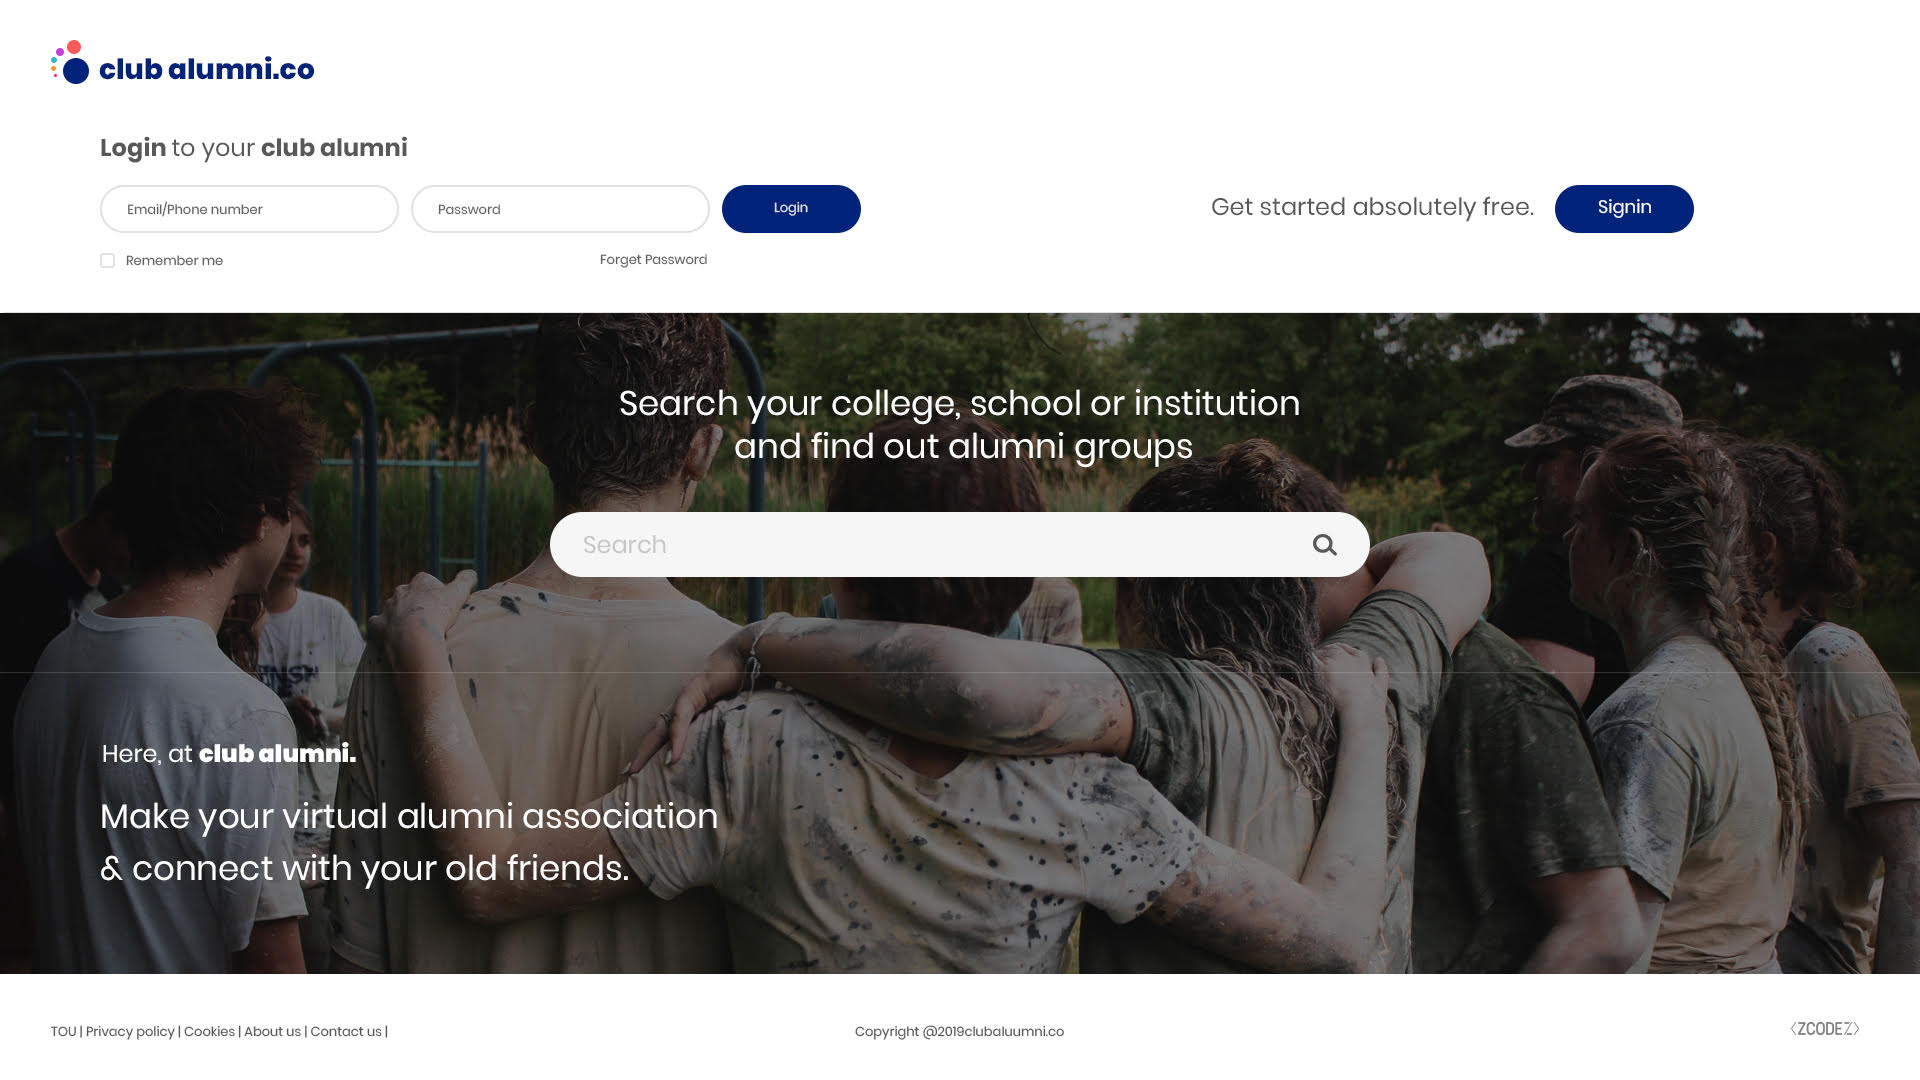 club alumni.co
Login to your club alumni
Email/Phone number
Password
Login
Get started absolutely free.
Signin
Remember me
Forget Password
Search your college, school or institution
and find out alumni groups
Search
Here, at club alumni.
Make your virtual alumni association
& connect with your old friends.
TOU | Privacy policy | Cookies | About us | Contact us |
Copyright @2019clubaluumni.co
<ZCODEZ>